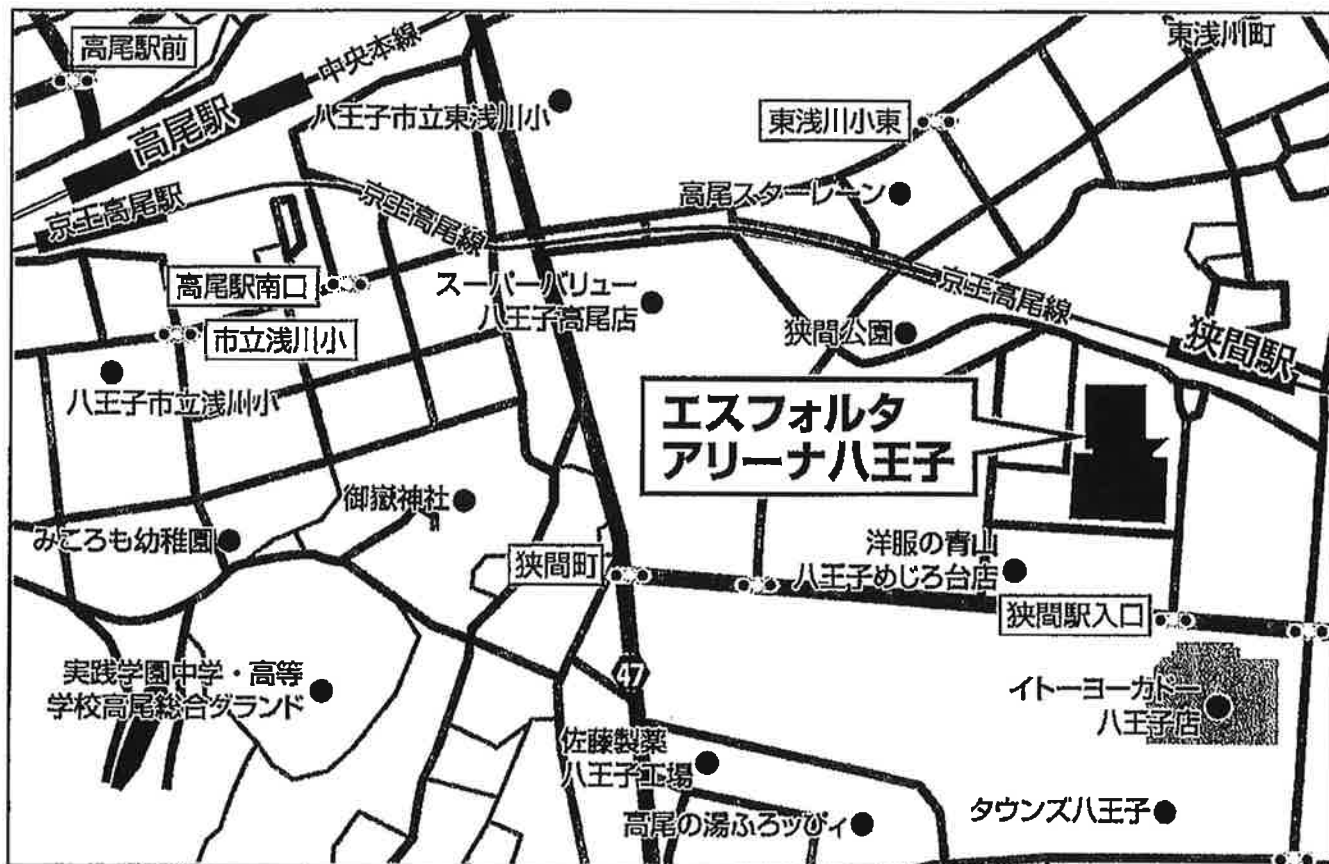 高尾駅前
中央本線
東浅川町
高尾駅
八王子市立東浅川小
東浅川小東
京王高尾駅
京王高尾線
高尾スターレーン
高尾駅南口
スーパーバリュー
八王子高尾店
京王高尾線
市立浅川小
狭間公園
狭間駅
八王子市立浅川小
エスフォルタ
アリーナ八王子
御嶽神社
みころも幼稚園
狭間町
洋服の青山
八王子めじろ台店
狭間駅入口
実践学園中学・高等
学校高尾総合グランド
47
イトーヨーカドー
八王子店
佐藤製薬
八王子工場
高尾の湯ふろッぴィ
タウンズ八王子